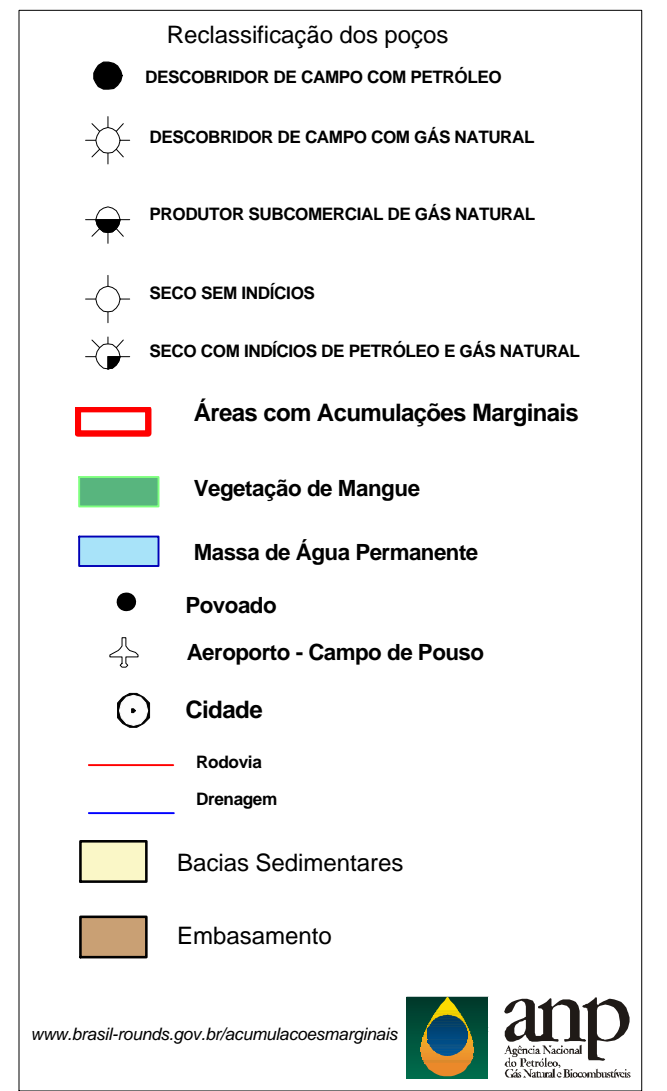 Reclassificação dos poços
DESCOBRIDOR DE CAMPO COM PETRÓLEO
DESCOBRIDOR DE CAMPO COM GÁS NATURAL
PRODUTOR SUBCOMERCIAL DE GÁS NATURAL
SECO SEM INDÍCIOS
SECO COM INDÍCIOS DE PETRÓLEO E GÁS NATURAL
Áreas com Acumulações Marginais
Vegetação de Mangue
Massa de Água Permanente
Povoado
Aeroporto - Campo de Pouso
Cidade
Rodovia
Drenagem
Bacias Sedimentares
Embasamento
www.brasil-rounds.gov.br/acumulacoesmarginais
anp
Agência Nacional
do Petróleo,
Gás Natural e Biocombustíveis